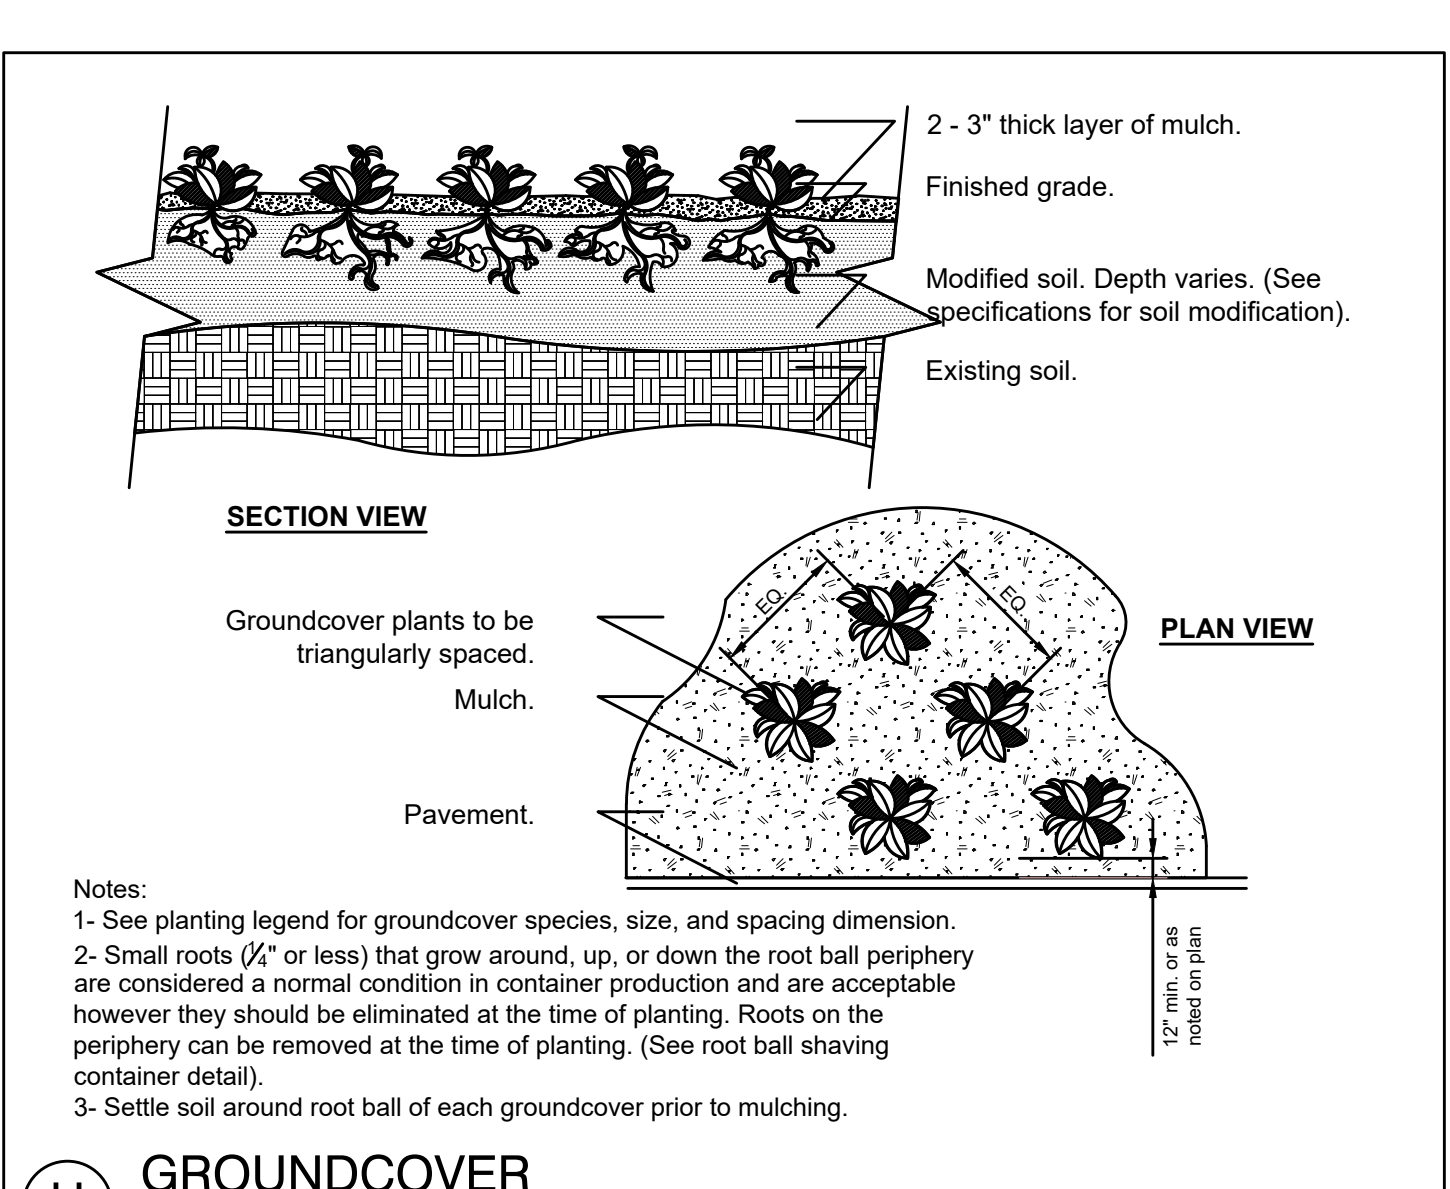 2 - 3" thick layer of mulch.
Finished grade.
Modified soil. Depth varies. (See
specifications for soil modification).
Existing soil.
SECTION VIEW
EQ.
EQ.
Groundcover plants to be
triangularly spaced.
PLAN VIEW
Mulch.
Pavement.
12" min. or as
noted on plan
Notes:
1- See planting legend for groundcover species, size, and spacing dimension.
2- Small roots (1/4" or less) that grow around, up, or down the root ball periphery
are considered a normal condition in container production and are acceptable
however they should be eliminated at the time of planting. Roots on the
periphery can be removed at the time of planting. (See root ball shaving
container detail).
3- Settle soil around root ball of each groundcover prior to mulching.
GROUNDCOVER